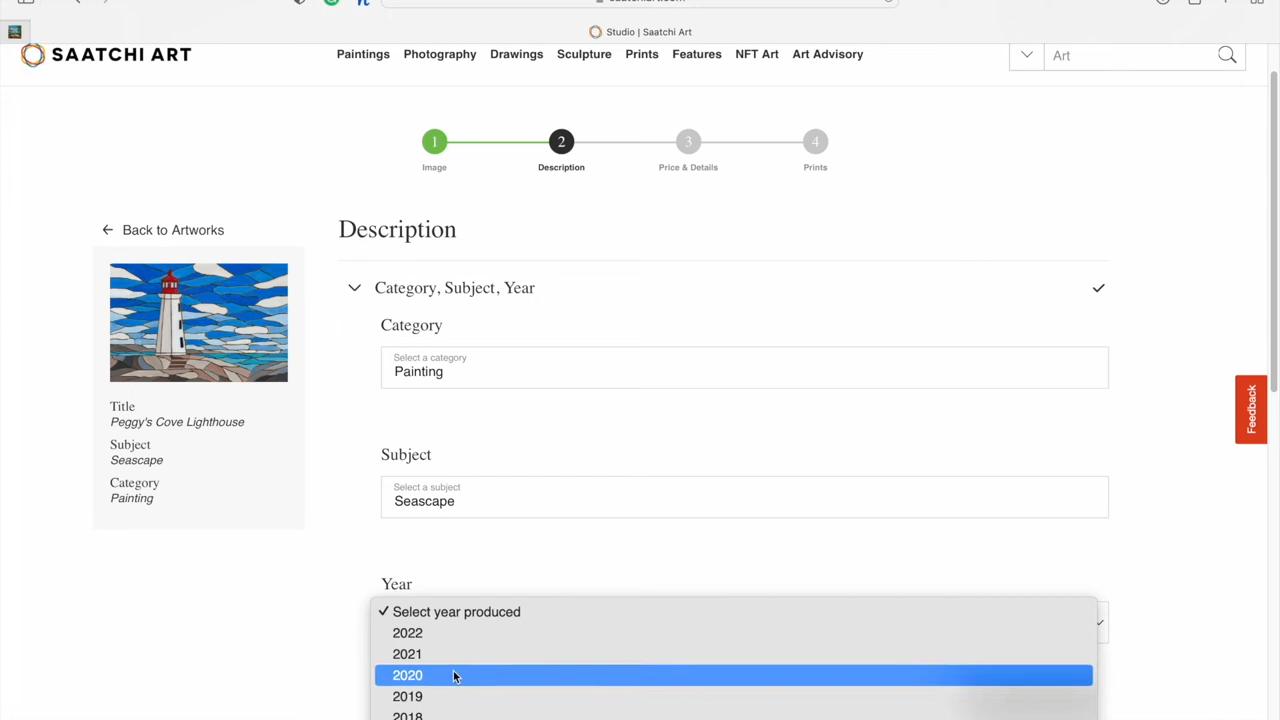 Studio | Saatchi Art
SAATCHI ART
Paintings Photography Drawings Sculpture Prints Features NFT Art Art Advisory
Art
1 2 3 4
Image Description Price & Details Prints
Back to Artworks
Title
Peggy's Cove Lighthouse
Subject
Seascape
Category
Painting
Description
Category, Subject, Year
Category
Select a category
Painting
Subject
Select a subject
Seascape
Year
Select year produced
2022
2021
2020
2019
2018
Feedback